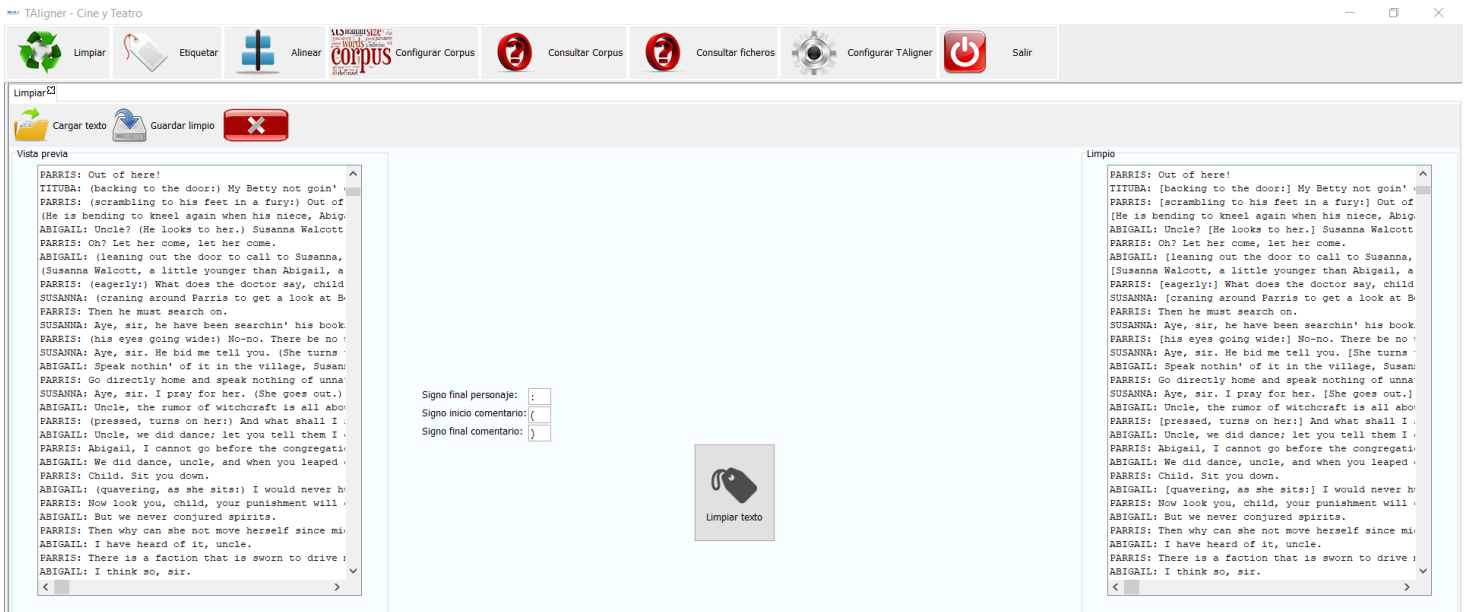 TAligner - Cine y Teatro
Limpiar Etiquetar Alinear corpus Configurar Corpus Consultar Corpus Consultar ficheros Configurar TAligner Salir
Limpiar
Cargar texto Guardar limpio
Vista previa
PARRIS: Out of here!
TITUBA: (backing to the door:) My Betty not goin'
PARRIS: (scrambling to his feet in a fury:) Out of
(He is bending to kneel again when his niece, Abig
ABIGAIL: Uncle? (He looks to her.) Susanna Walcott
PARRIS: Oh? Let her come, let her come.
ABIGAIL: (leaning out the door to call to Susanna,
(Susanna Walcott, a little younger than Abigail, a
PARRIS: (eagerly:) What does the doctor say, child
SUSANNA: (craning around Parris to get a look at B
PARRIS: Then he must search on.
SUSANNA: Aye, sir, he have been searchin' his book
PARRIS: (his eyes going wide:) No-no. There be no
SUSANNA: Aye, sir. He bid me tell you. (She turns
ABIGAIL: Speak nothin' of it in the village, Susan
PARRIS: Go directly home and speak nothing of unna
SUSANNA: Aye, sir. I pray for her. (She goes out.)
ABIGAIL: Uncle, the rumor of witchcraft is all abo
PARRIS: (pressed, turns on her:) And what shall I
ABIGAIL: Uncle, we did dance; let you tell them I
PARRIS: Abigail, I cannot go before the congregati
ABIGAIL: We did dance, uncle, and when you leaped
PARRIS: Child. Sit you down.
ABIGAIL: (quavering, as she sits:) I would never h
PARRIS: Now look you, child, your punishment will
ABIGAIL: But we never conjured spirits.
PARRIS: Then why can she not move herself since mi
ABIGAIL: I have heard of it, uncle.
PARRIS: There is a faction that is sworn to drive
ABIGAIL: I think so, sir.
Signo final personaje: :
Signo inicio comentario: (
Signo final comentario: )
Limpiar texto
Limpio
PARRIS: Out of here!
TITUBA: [backing to the door:] My Betty not goin'
PARRIS: [scrambling to his feet in a fury:] Out of
[He is bending to kneel again when his niece, Abig
ABIGAIL: Uncle? [He looks to her.] Susanna Walcott
PARRIS: Oh? Let her come, let her come.
ABIGAIL: [leaning out the door to call to Susanna,
[Susanna Walcott, a little younger than Abigail, a
PARRIS: [eagerly:] What does the doctor say, child
SUSANNA: [craning around Parris to get a look at B
PARRIS: Then he must search on.
SUSANNA: Aye, sir, he have been searchin' his book
PARRIS: [his eyes going wide:] No-no. There be no
SUSANNA: Aye, sir. He bid me tell you. [She turns
ABIGAIL: Speak nothin' of it in the village, Susan
PARRIS: Go directly home and speak nothing of unna
SUSANNA: Aye, sir. I pray for her. [She goes out.]
ABIGAIL: Uncle, the rumor of witchcraft is all abo
PARRIS: [pressed, turns on her:] And what shall I
ABIGAIL: Uncle, we did dance; let you tell them I
PARRIS: Abigail, I cannot go before the congregati
ABIGAIL: We did dance, uncle, and when you leaped
PARRIS: Child. Sit you down.
ABIGAIL: [quavering, as she sits:] I would never h
PARRIS: Now look you, child, your punishment will
ABIGAIL: But we never conjured spirits.
PARRIS: Then why can she not move herself since mi
ABIGAIL: I have heard of it, uncle.
PARRIS: There is a faction that is sworn to drive
ABIGAIL: I think so, sir.